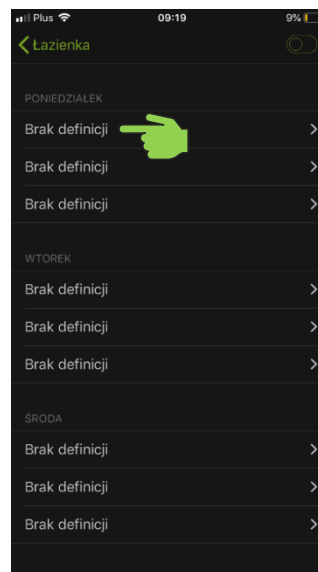 Plus 09:19 9%
Łazienka
PONIEDZIAŁEK
Brak definicji
Brak definicji
Brak definicji
WTOREK
Brak definicji
Brak definicji
Brak definicji
ŚRODA
Brak definicji
Brak definicji
Brak definicji